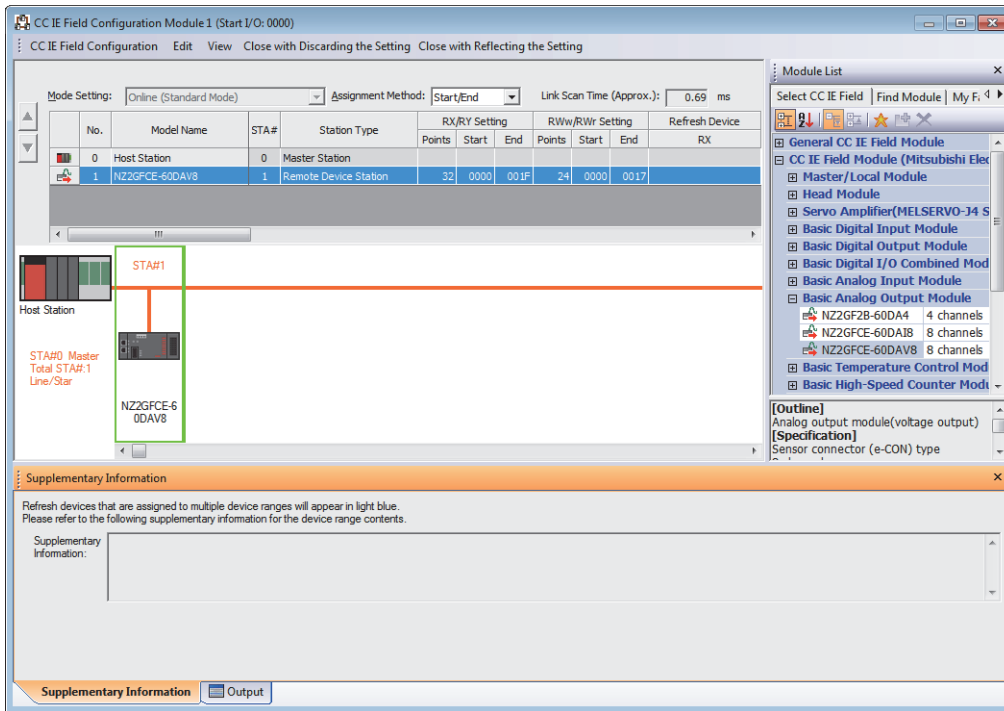 CC IE Field Configuration Module 1 (Start I/O: 0000)
CC IE Field Configuration Edit View Close with Discarding the Setting Close with Reflecting the Setting
Mode Setting: Online (Standard Mode) Assignment Method: Start/End Link Scan Time (Approx.): 0.69 ms
No. Model Name STA# Station Type RX/RY Setting RWw/RWr Setting Refresh Device
Points Start End Points Start End RX
0 Host Station 0 Master Station
1 NZ2GFCE-60DAV8 1 Remote Device Station 32 0000 001F 24 0000 0017
STA#1
Host Station
STA#0 Master
Total STA#:1
Line/Star
NZ2GFCE-6
0DAV8
Module List
Select CC IE Field Find Module My F.
General CC IE Field Module
CC IE Field Module (Mitsubishi Elec
Master/Local Module
Head Module
Servo Amplifier(MELSERVO-J4 S
Basic Digital Input Module
Basic Digital Output Module
Basic Digital I/O Combined Mod
Basic Analog Input Module
Basic Analog Output Module
NZ2GF2B-60DA4 4 channels
NZ2GFCE-60DAI8 8 channels
NZ2GFCE-60DAV8 8 channels
Basic Temperature Control Mod
Basic High-Speed Counter Modu
[Outline]
Analog output module(voltage output)
[Specification]
Sensor connector (e-CON) type
Supplementary Information
Refresh devices that are assigned to multiple device ranges will appear in light blue.
Please refer to the following supplementary information for the device range contents.
Supplementary
Information:
Supplementary Information Output